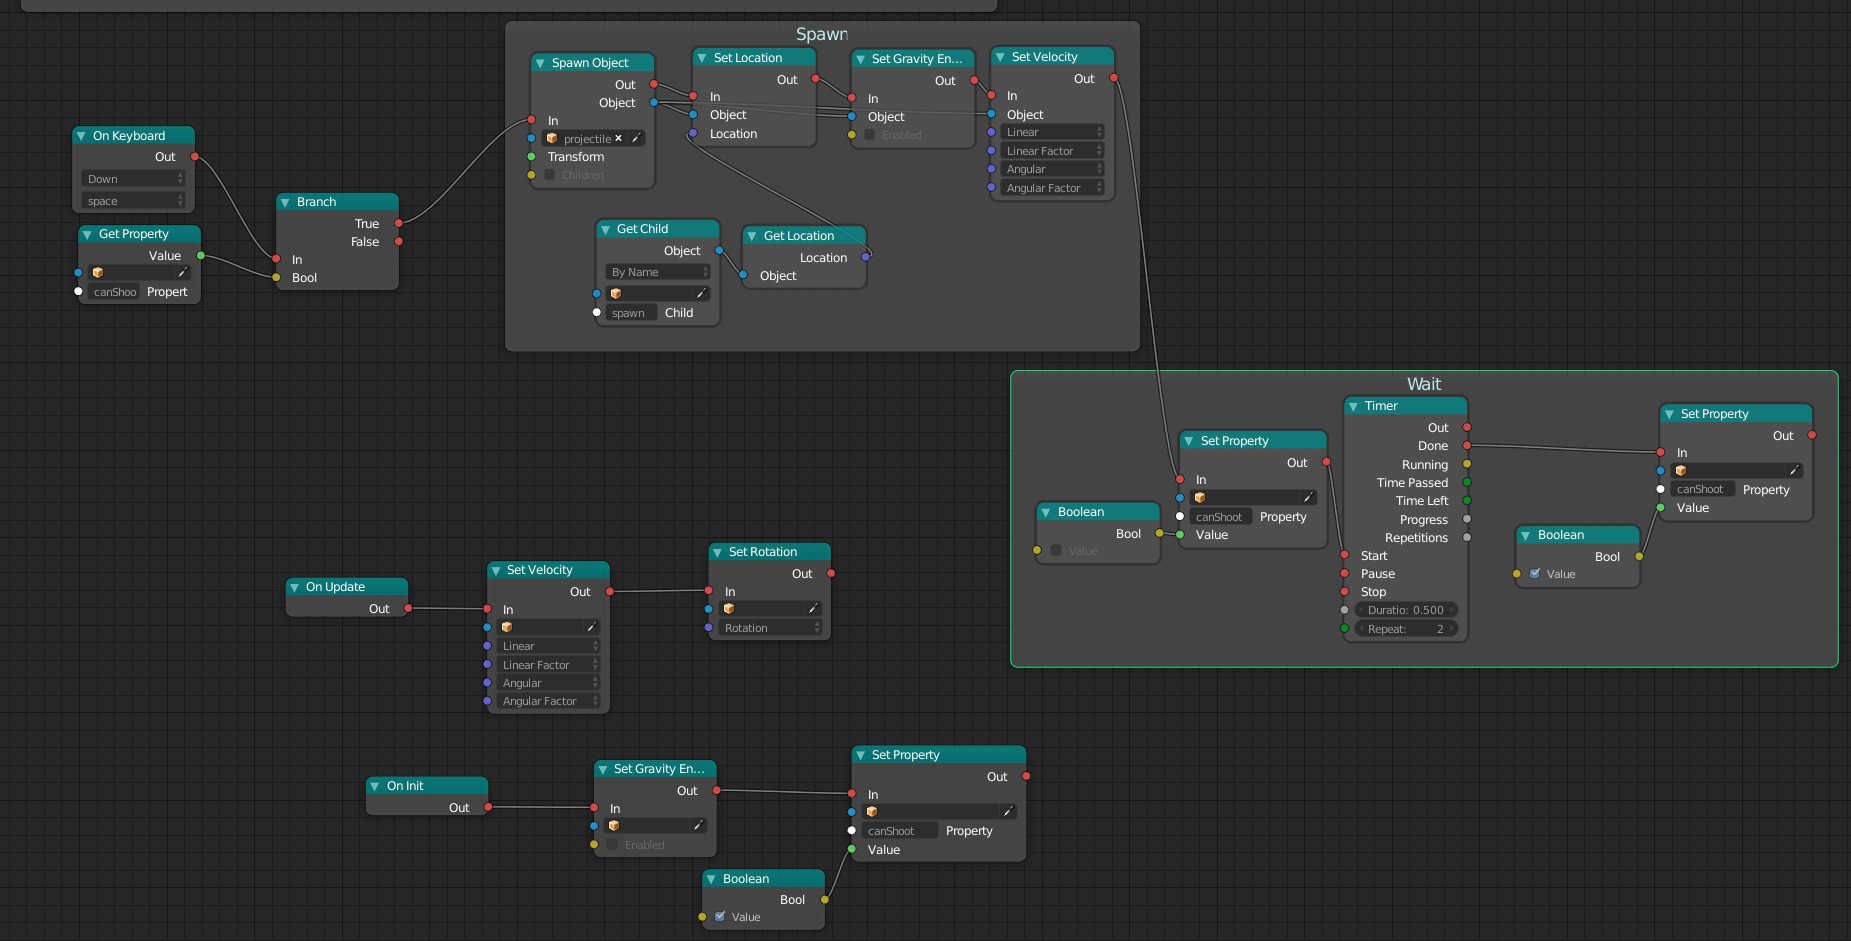 Spawn
Spawn Object
Out
Object
In
projectile
Transform
Children
Set Location
Out
In
Object
Location
Set Gravity En...
Out
In
Object
Enabled
Set Velocity
Out
In
Object
Linear
Linear Factor
Angular
Angular Factor
On Keyboard
Out
Down
space
Get Property
Value
canShoo Propert
Branch
True
False
In
Bool
Get Child
Object
By Name
spawn Child
Get Location
Location
Object
Wait
Boolean
Bool
Value
Set Property
Out
In
canShoot Property
Value
Timer
Out
Done
Running
Time Passed
Time Left
Progress
Repetitions
Start
Pause
Stop
Duratio: 0.500
Repeat: 2
Boolean
Bool
Value
Set Property
Out
In
canShoot Property
Value
On Update
Out
Set Velocity
Out
In
Linear
Linear Factor
Angular
Angular Factor
Set Rotation
Out
In
Rotation
On Init
Out
Set Gravity En...
Out
In
Enabled
Set Property
Out
In
canShoot Property
Value
Boolean
Bool
Value